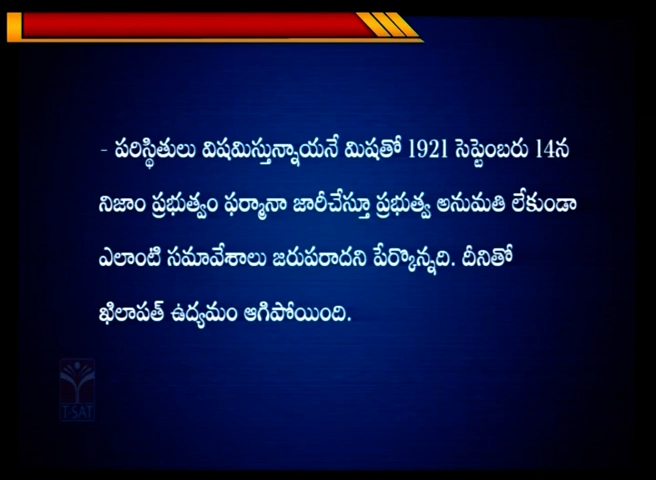 - పరిస్థితులు విషమిస్తున్నాయనే మిషతో 1921 సెప్టెంబరు 14న
నిజాం ప్రభుత్వం ఫర్మానా జారీచేస్తూ ప్రభుత్వ అనుమతి లేకుండా
ఎలాంటి సమావేశాలు జరుపరాదని పేర్కొన్నది. దీనితో
ఖిలాపత్ ఉద్యమం ఆగిపోయింది.
T-SAT